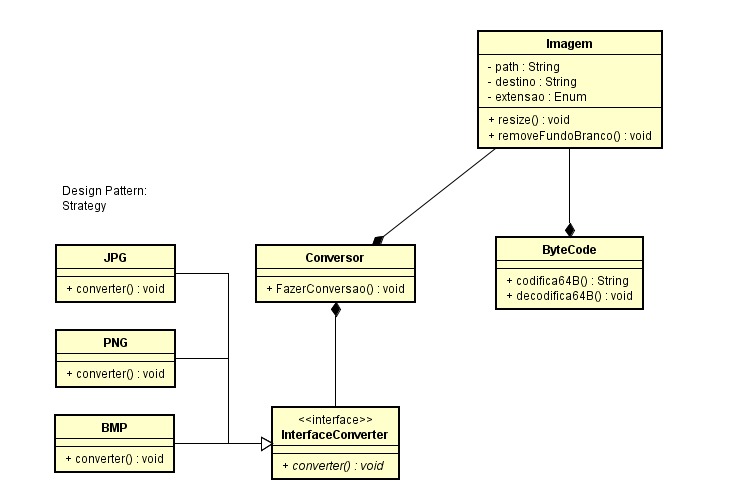 Imagem
- path : String
- destino : String
- extensao : Enum
+ resize() : void
+ removeFundoBranco() : void
Design Pattern:
Strategy
JPG
+ converter() : void
Conversor
+ FazerConversao() : void
ByteCode
+ codifica64B() : String
+ decodifica64B() : void
PNG
+ converter() : void
BMP
+ converter() : void
<<interface>>
InterfaceConverter
+ converter() : void